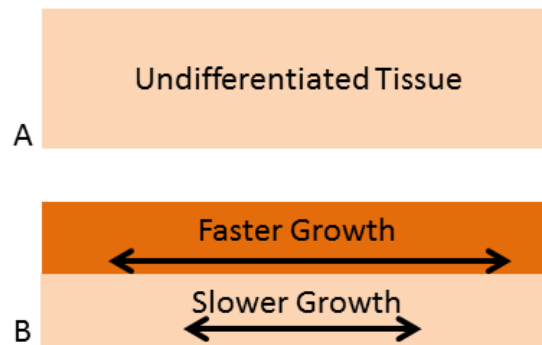 Undifferentiated Tissue
A
Faster Growth
Slower Growth
B